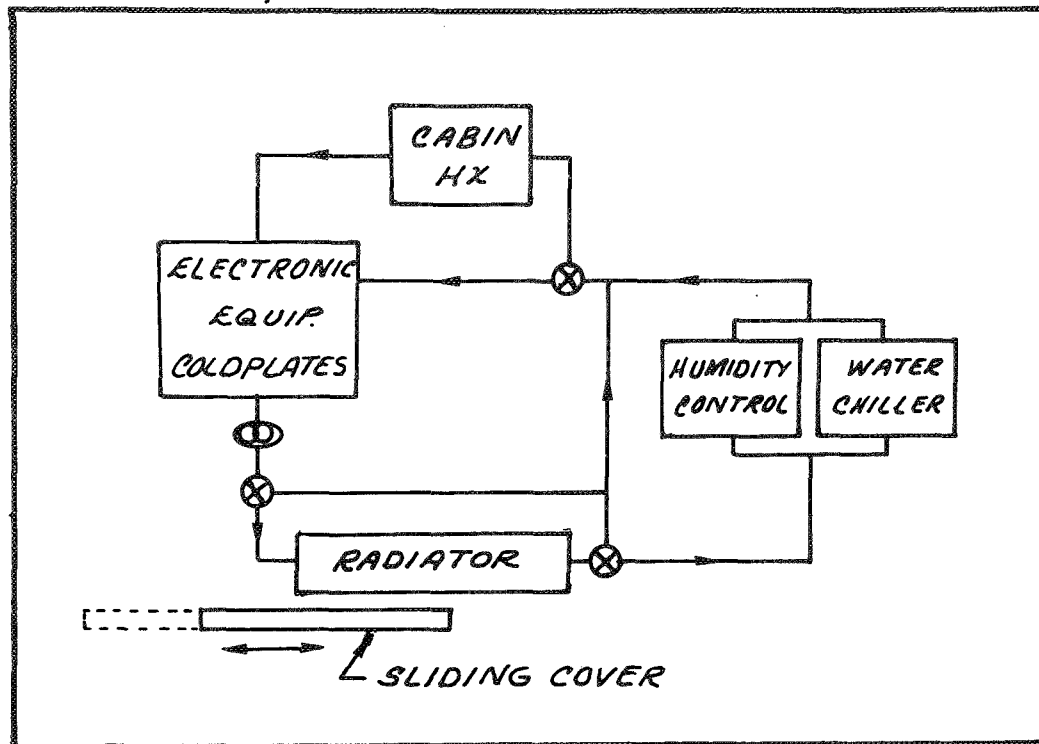 CABIN
HX
ELECTRONIC
EQUIP.
COLDPLATES
HUMIDITY
CONTROL
WATER
CHILLER
RADIATOR
SLIDING COVER